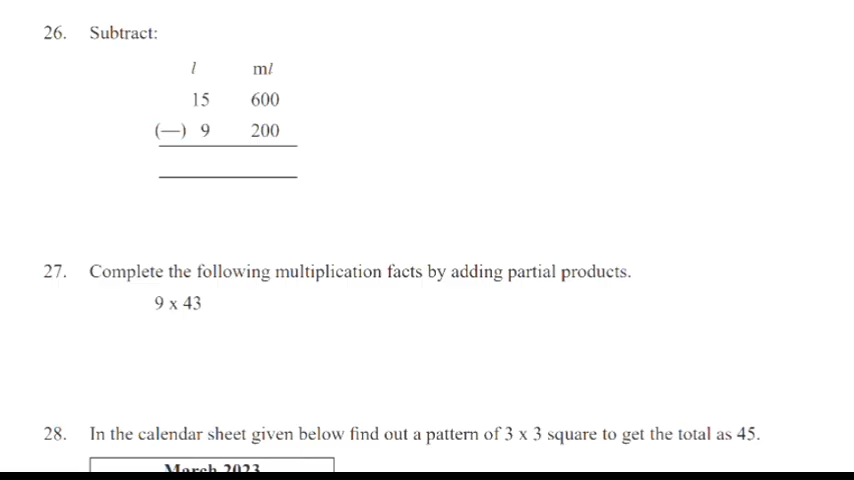 26. Subtract:
l ml
15 600
(—) 9 200
27. Complete the following multiplication facts by adding partial products.
9 x 43
28. In the calendar sheet given below find out a pattern of 3 x 3 square to get the total as 45.
March 2023